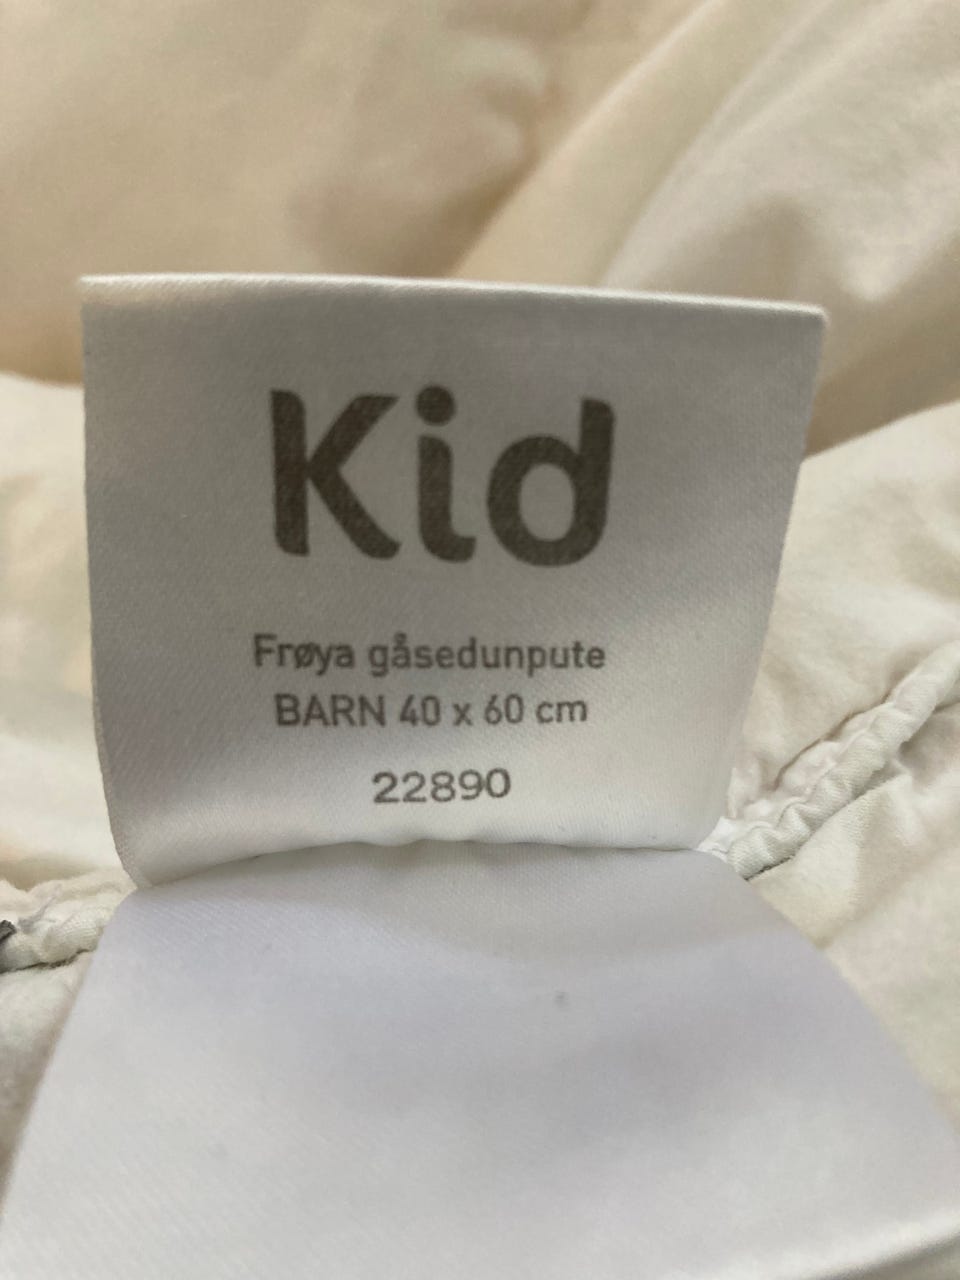 Kid
Frøya gåsedunpute
BARN 40 x 60 cm
22890